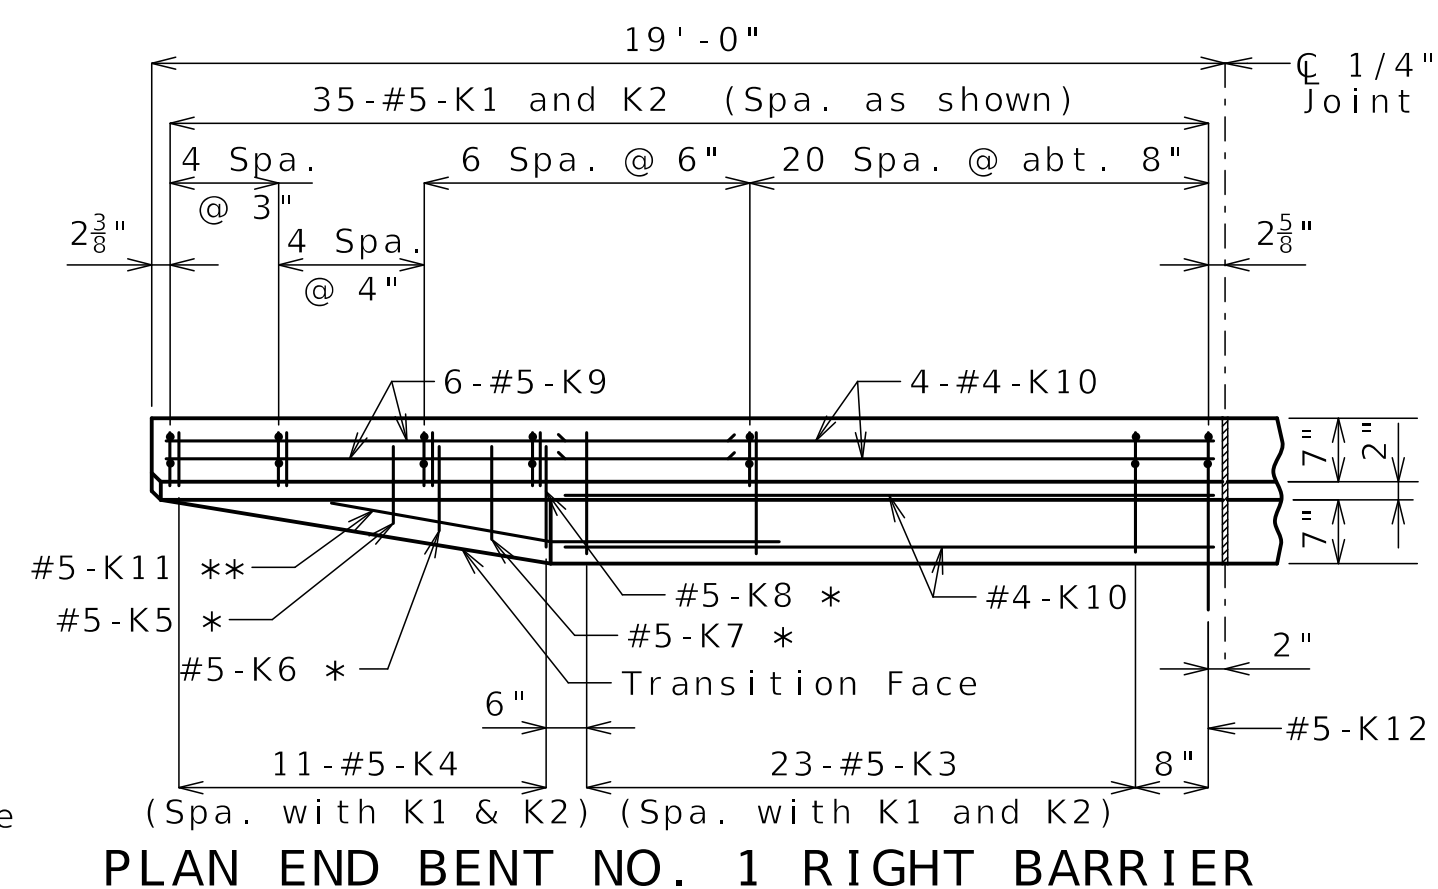 19'-0"
℄ 1/4"
Joint
35-#5-K1 and K2 (Spa. as shown)
4 Spa.
@ 3"
6 Spa. @ 6"
20 Spa. @ abt. 8"
2⅜"
4 Spa.
@ 4"
2⅝"
6-#5-K9
4-#4-K10
7"
2"
7"
#5-K11 **
#5-K5 *
#5-K6 *
#5-K8 *
#5-K7 *
Transition Face
#4-K10
2"
6"
#5-K12
11-#5-K4
23-#5-K3
8"
(Spa. with K1 & K2)
(Spa. with K1 and K2)
e
PLAN END BENT NO. 1 RIGHT BARRIER